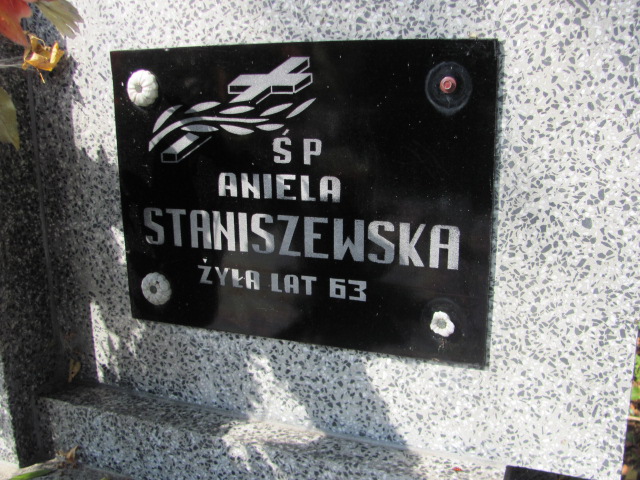 ŚP
ANIELA
STANISZEWSKA
ŻYŁA LAT 63